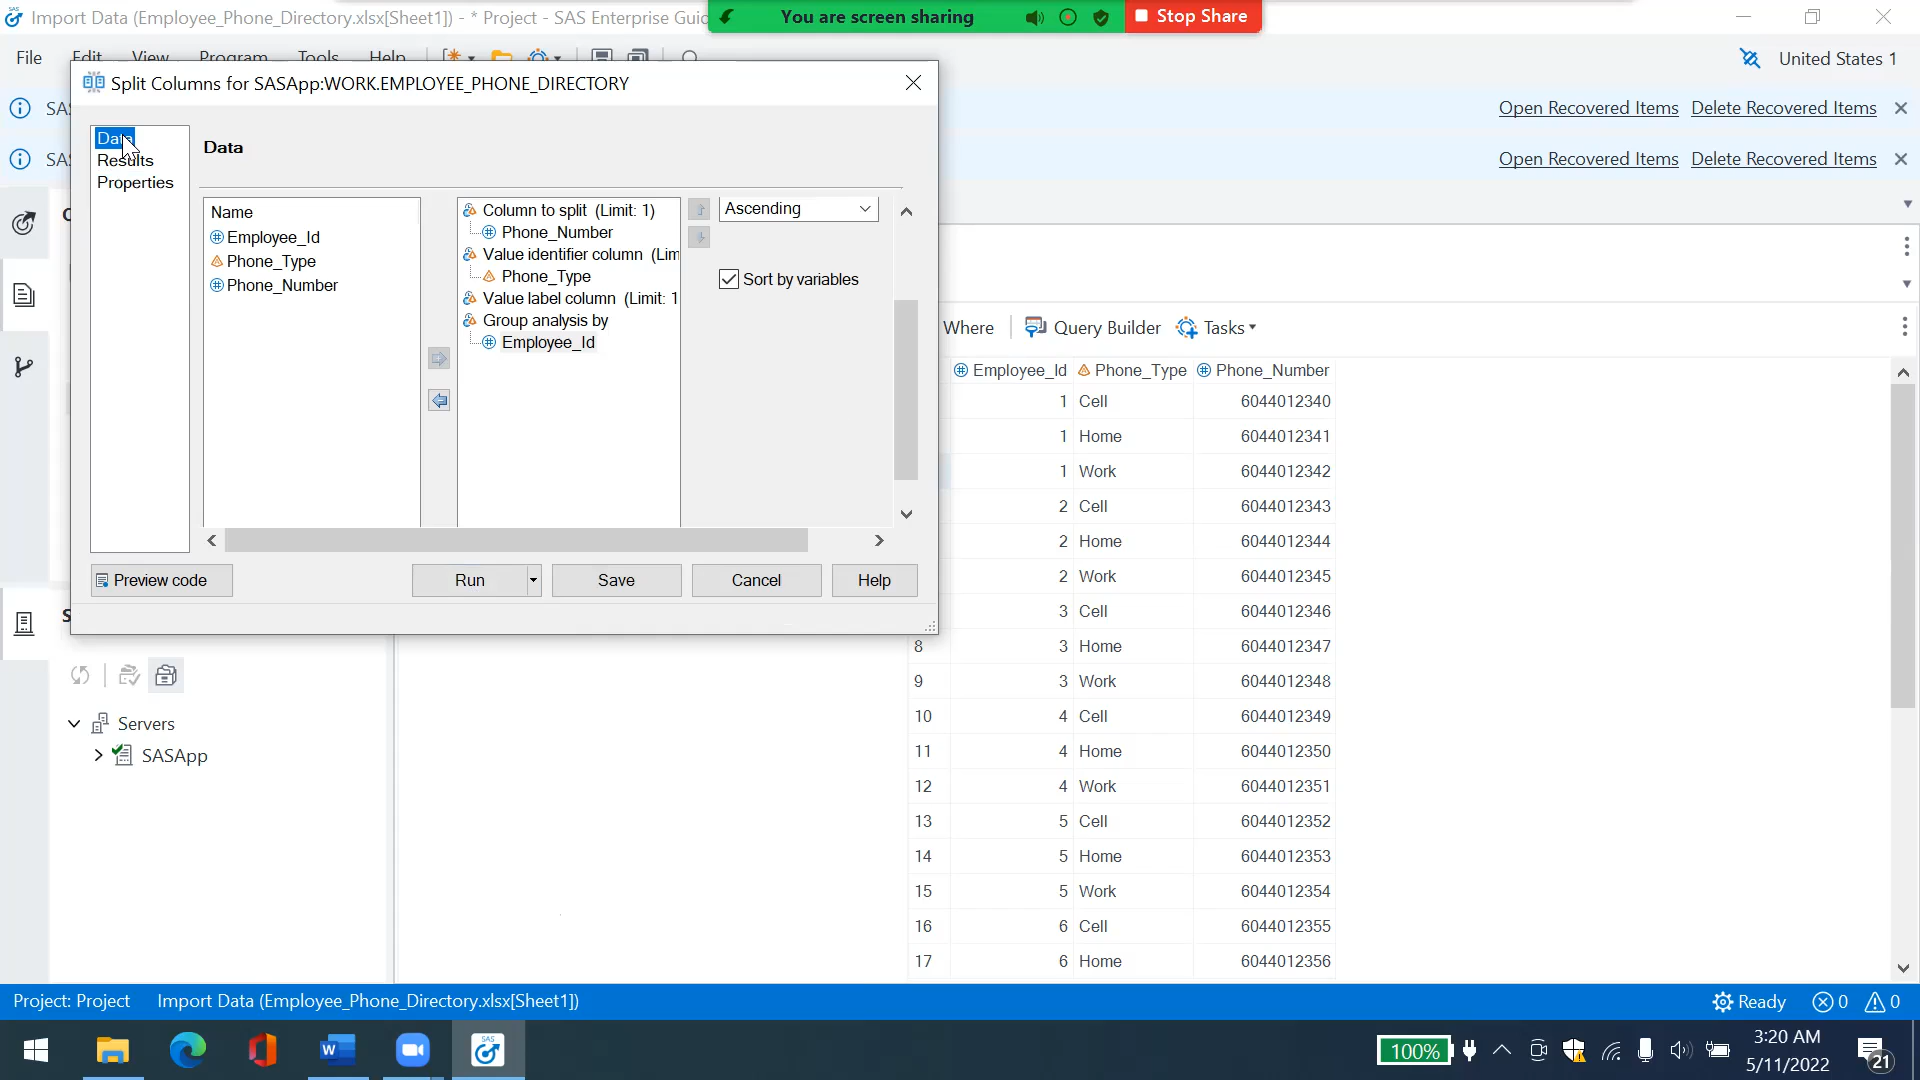 Import Data (Employee_Phone_Directory.xlsx[Sheet1]) - * Project - SAS Enterprise Gui
You are screen sharing
Stop Share
File Edit View Program Tools Help
United States 1
Split Columns for SASApp:WORK.EMPLOYEE_PHONE_DIRECTORY
SA
Open Recovered Items Delete Recovered Items
SA
Open Recovered Items Delete Recovered Items
Data
Results
Properties
Data
Name
Employee_Id
Phone_Type
Phone_Number
Column to split (Limit: 1)
Phone_Number
Value identifier column (Lim
Phone_Type
Value label column (Limit: 1
Group analysis by
Employee_Id
Ascending
Sort by variables
Preview code
Run
Save
Cancel
Help
Where
Query Builder
Tasks
Employee_Id Phone_Type Phone_Number
1 Cell 6044012340
1 Home 6044012341
1 Work 6044012342
2 Cell 6044012343
2 Home 6044012344
2 Work 6044012345
3 Cell 6044012346
8 3 Home 6044012347
9 3 Work 6044012348
10 4 Cell 6044012349
11 4 Home 6044012350
12 4 Work 6044012351
13 5 Cell 6044012352
14 5 Home 6044012353
15 5 Work 6044012354
16 6 Cell 6044012355
17 6 Home 6044012356
Servers
SASApp
Project: Project Import Data (Employee_Phone_Directory.xlsx[Sheet1])
Ready 0 0
100%
3:20 AM
5/11/2022
21